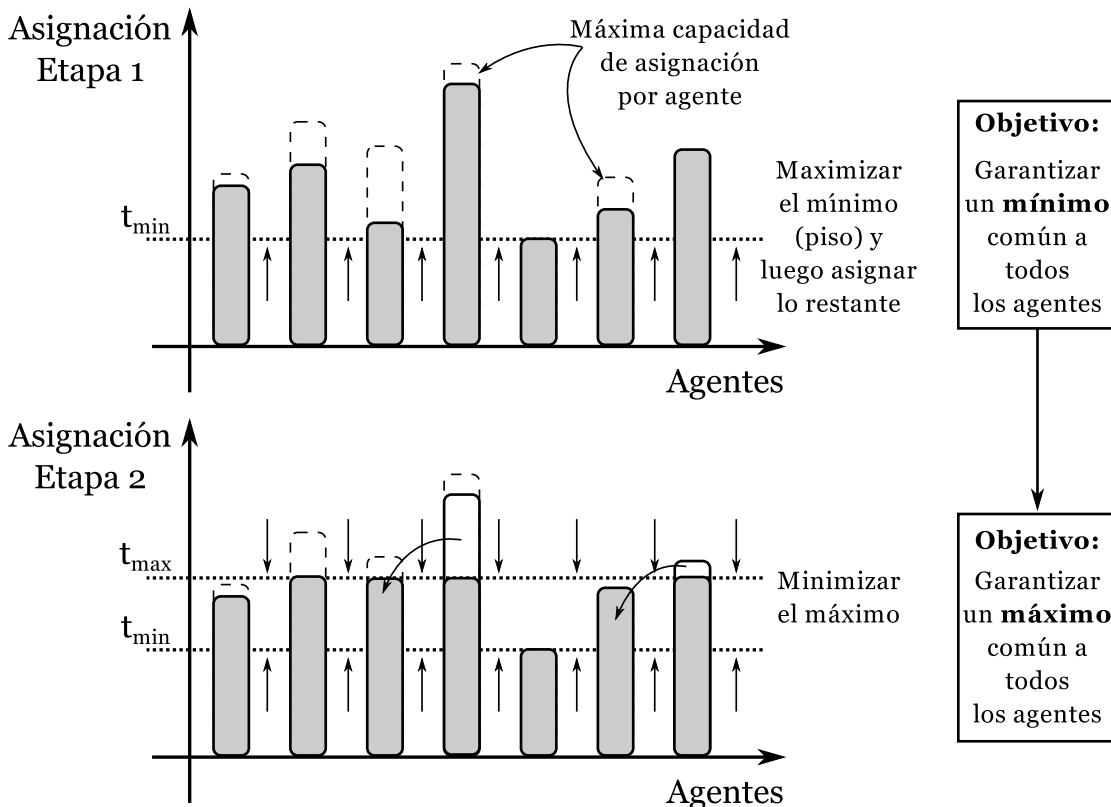 Asignación
Etapa 1
Máxima capacidad
de asignación
por agente
t_min
Maximizar
el mínimo
(piso) y
luego asignar
lo restante
Agentes
Objetivo:
Garantizar
un mínimo
común a
todos
los agentes
Asignación
Etapa 2
t_max
t_min
Minimizar
el máximo
Agentes
Objetivo:
Garantizar
un máximo
común a
todos
los agentes